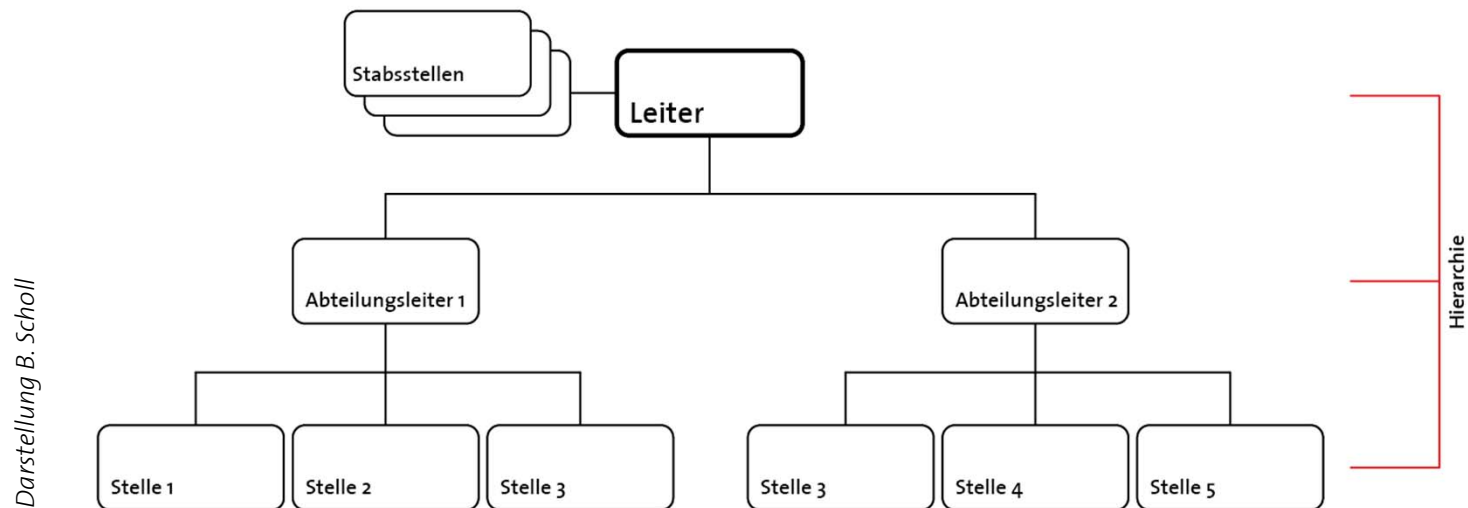 Stabsstellen
Leiter
Abteilungsleiter 1
Abteilungsleiter 2
Stelle 1
Stelle 2
Stelle 3
Stelle 3
Stelle 4
Stelle 5
Hierarchie
Darstellung B. Scholl